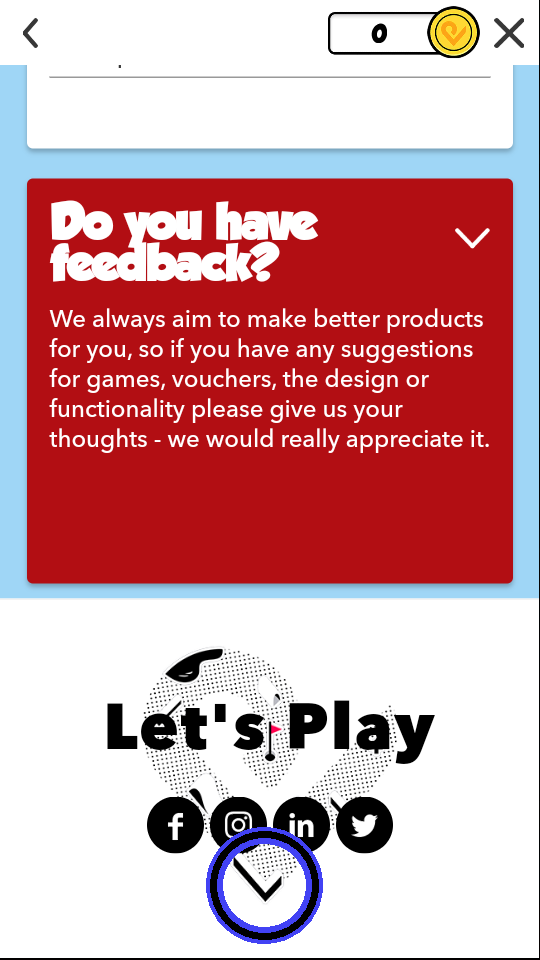 0
Do you have
feedback?
We always aim to make better products
for you, so if you have any suggestions
for games, vouchers, the design or
functionality please give us your
thoughts - we would really appreciate it.
Let's Play